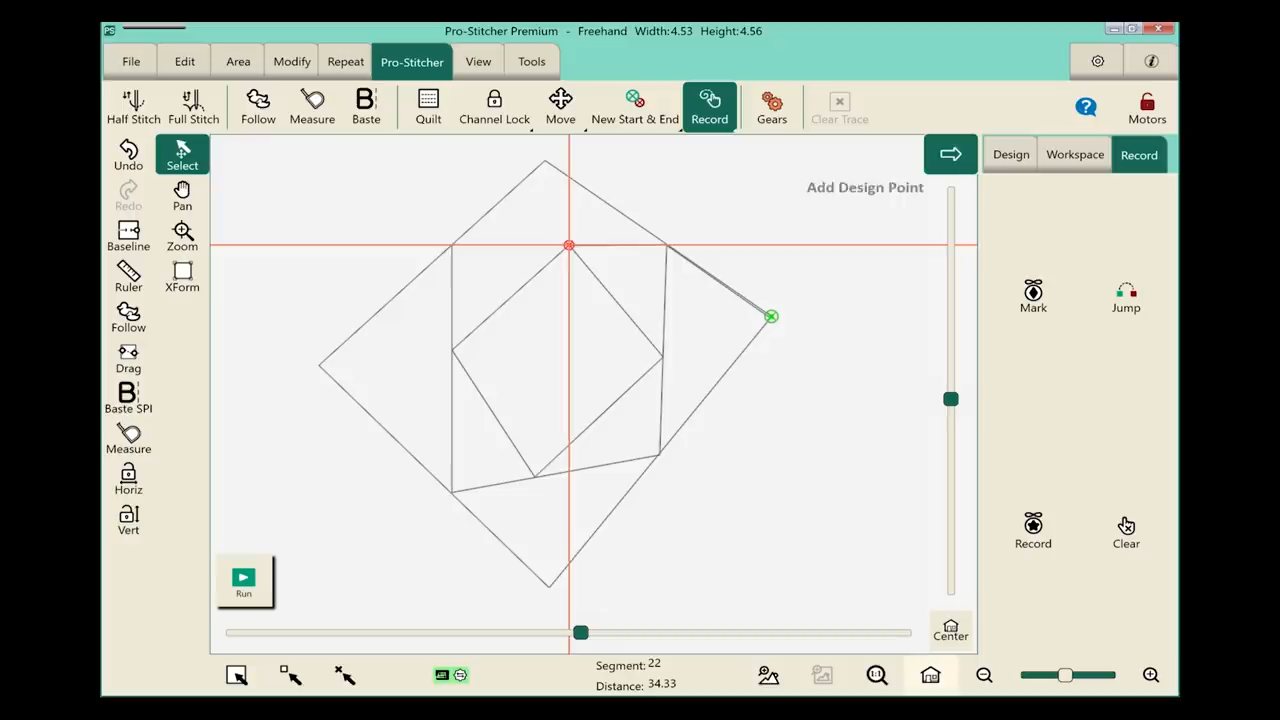 PS Pro-Stitcher Premium - Freehand Width:4.53 Height:4.56
File Edit Area Modify Repeat Pro-Stitcher View Tools
Half Stitch Full Stitch Follow Measure Baste Quilt Channel Lock Move New Start & End Record Gears Clear Trace Motors
Undo Select
Redo Pan
Baseline Zoom
Ruler XForm
Follow
Drag
Baste SPI
Measure
Horiz
Vert
Add Design Point
Run
Center
Design Workspace Record
Mark Jump
Record Clear
Segment: 22
Distance: 34.33
1:1